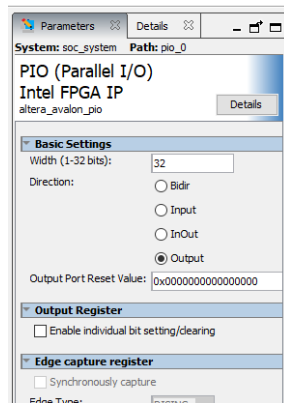 Parameters Details
System: soc_system Path: pio_0
PIO (Parallel I/O)
Intel FPGA IP
altera_avalon_pio
Details
Basic Settings
Width (1-32 bits): 32
Direction: Bidir
Input
InOut
Output
Output Port Reset Value: 0x0000000000000000
Output Register
Enable individual bit setting/clearing
Edge capture register
Synchronously capture
Edge Type: RISING